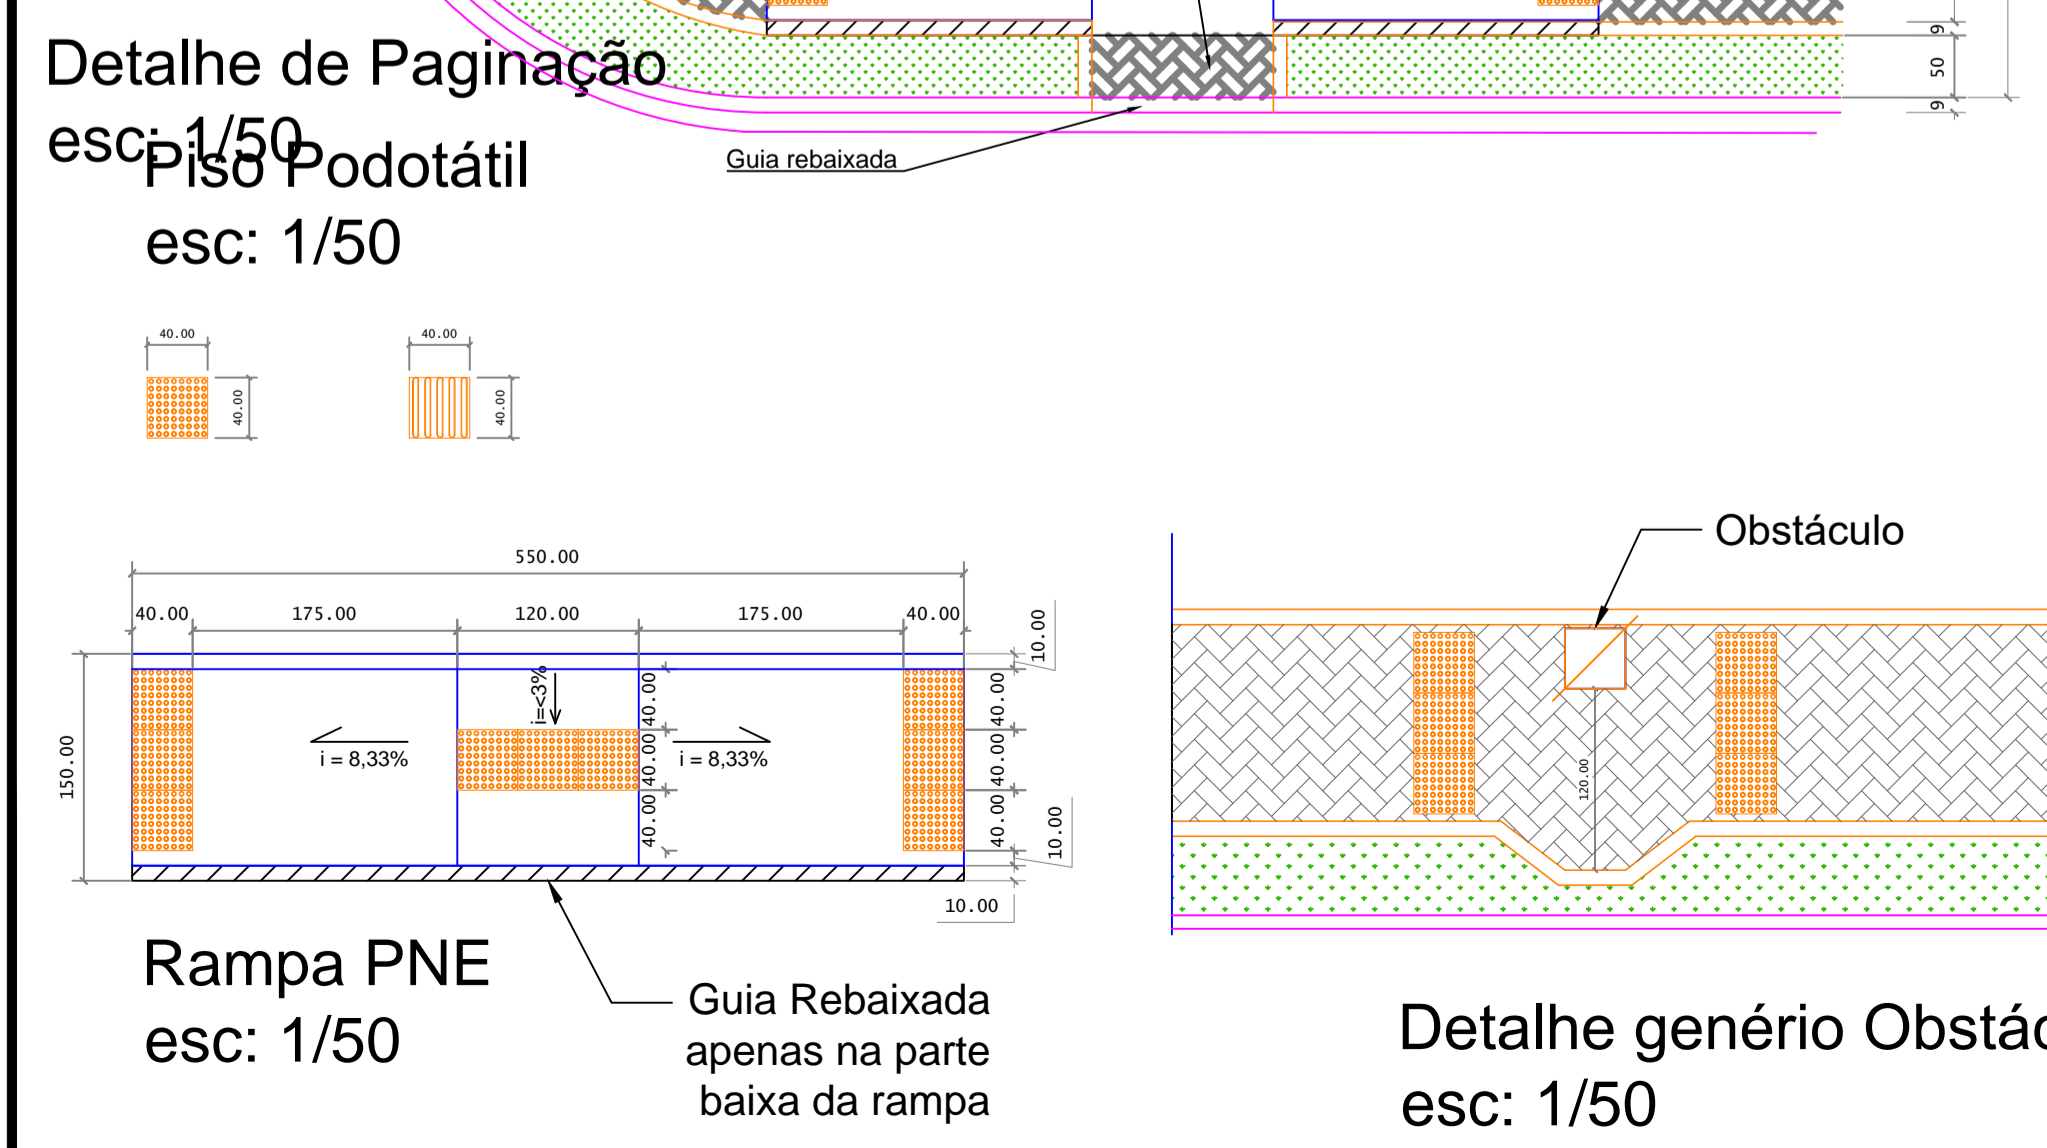 Detalhe de Paginação
esc: 1/50
Piso Podotátil
esc: 1/50
Guia rebaixada
9
50
9
40.00
40.00
40.00
40.00
550.00
40.00
175.00
120.00
175.00
40.00
10.00
150.00
i=<3%
i = 8,33%
i = 8,33%
40.00
40.00
40.00
40.00
40.00
40.00
10.00
10.00
Rampa PNE
esc: 1/50
Guia Rebaixada
apenas na parte
baixa da rampa
Obstáculo
120.00
Detalhe genério Obstác
esc: 1/50